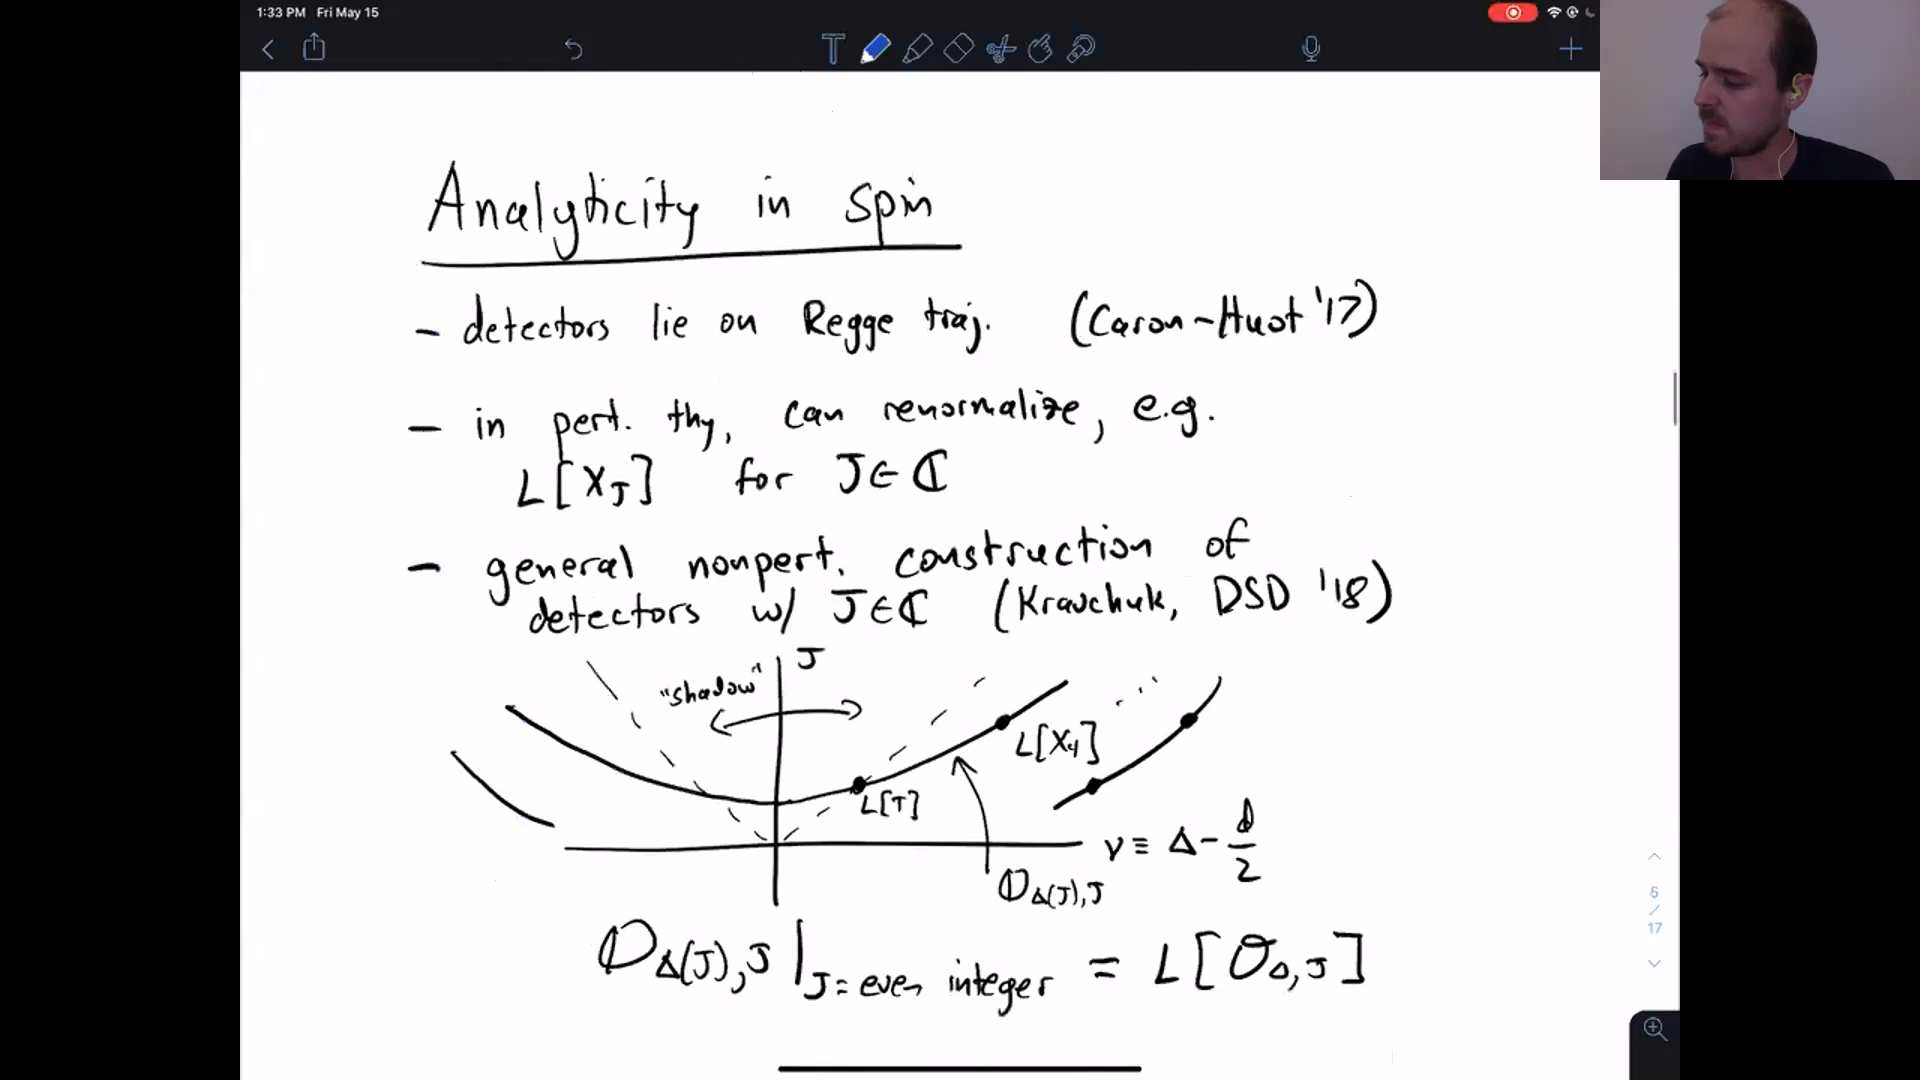 1:33 PM Fri May 15
Analyticity in spin
- detectors lie on Regge traj. (Caron-Huot '17)
- in pert. thy, can renormalize, e.g.
L[X_J] for J∈ℂ
- general nonpert. construction of
detectors w/ J∈ℂ (Kravchuk, DSD '18)
J
"shadow"
L[X_4]
L[T]
ν ≡ Δ - d/2
𝕆_Δ(J),J
𝕆_Δ(J),J |_J=even integer = L[𝒪_Δ,J]
5
/
17